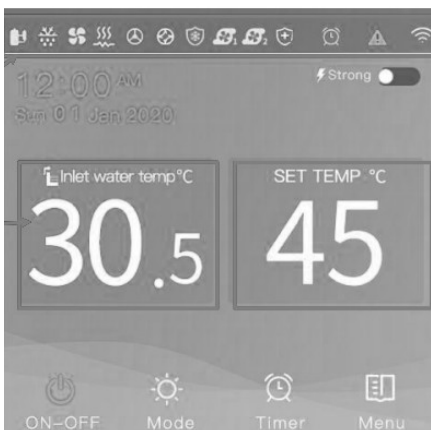 12:00 AM
Strong
Sun 01 Jan 2020
Inlet water temp°C
SET TEMP °C
30.5
45
ON-OFF
Mode
Timer
Menu